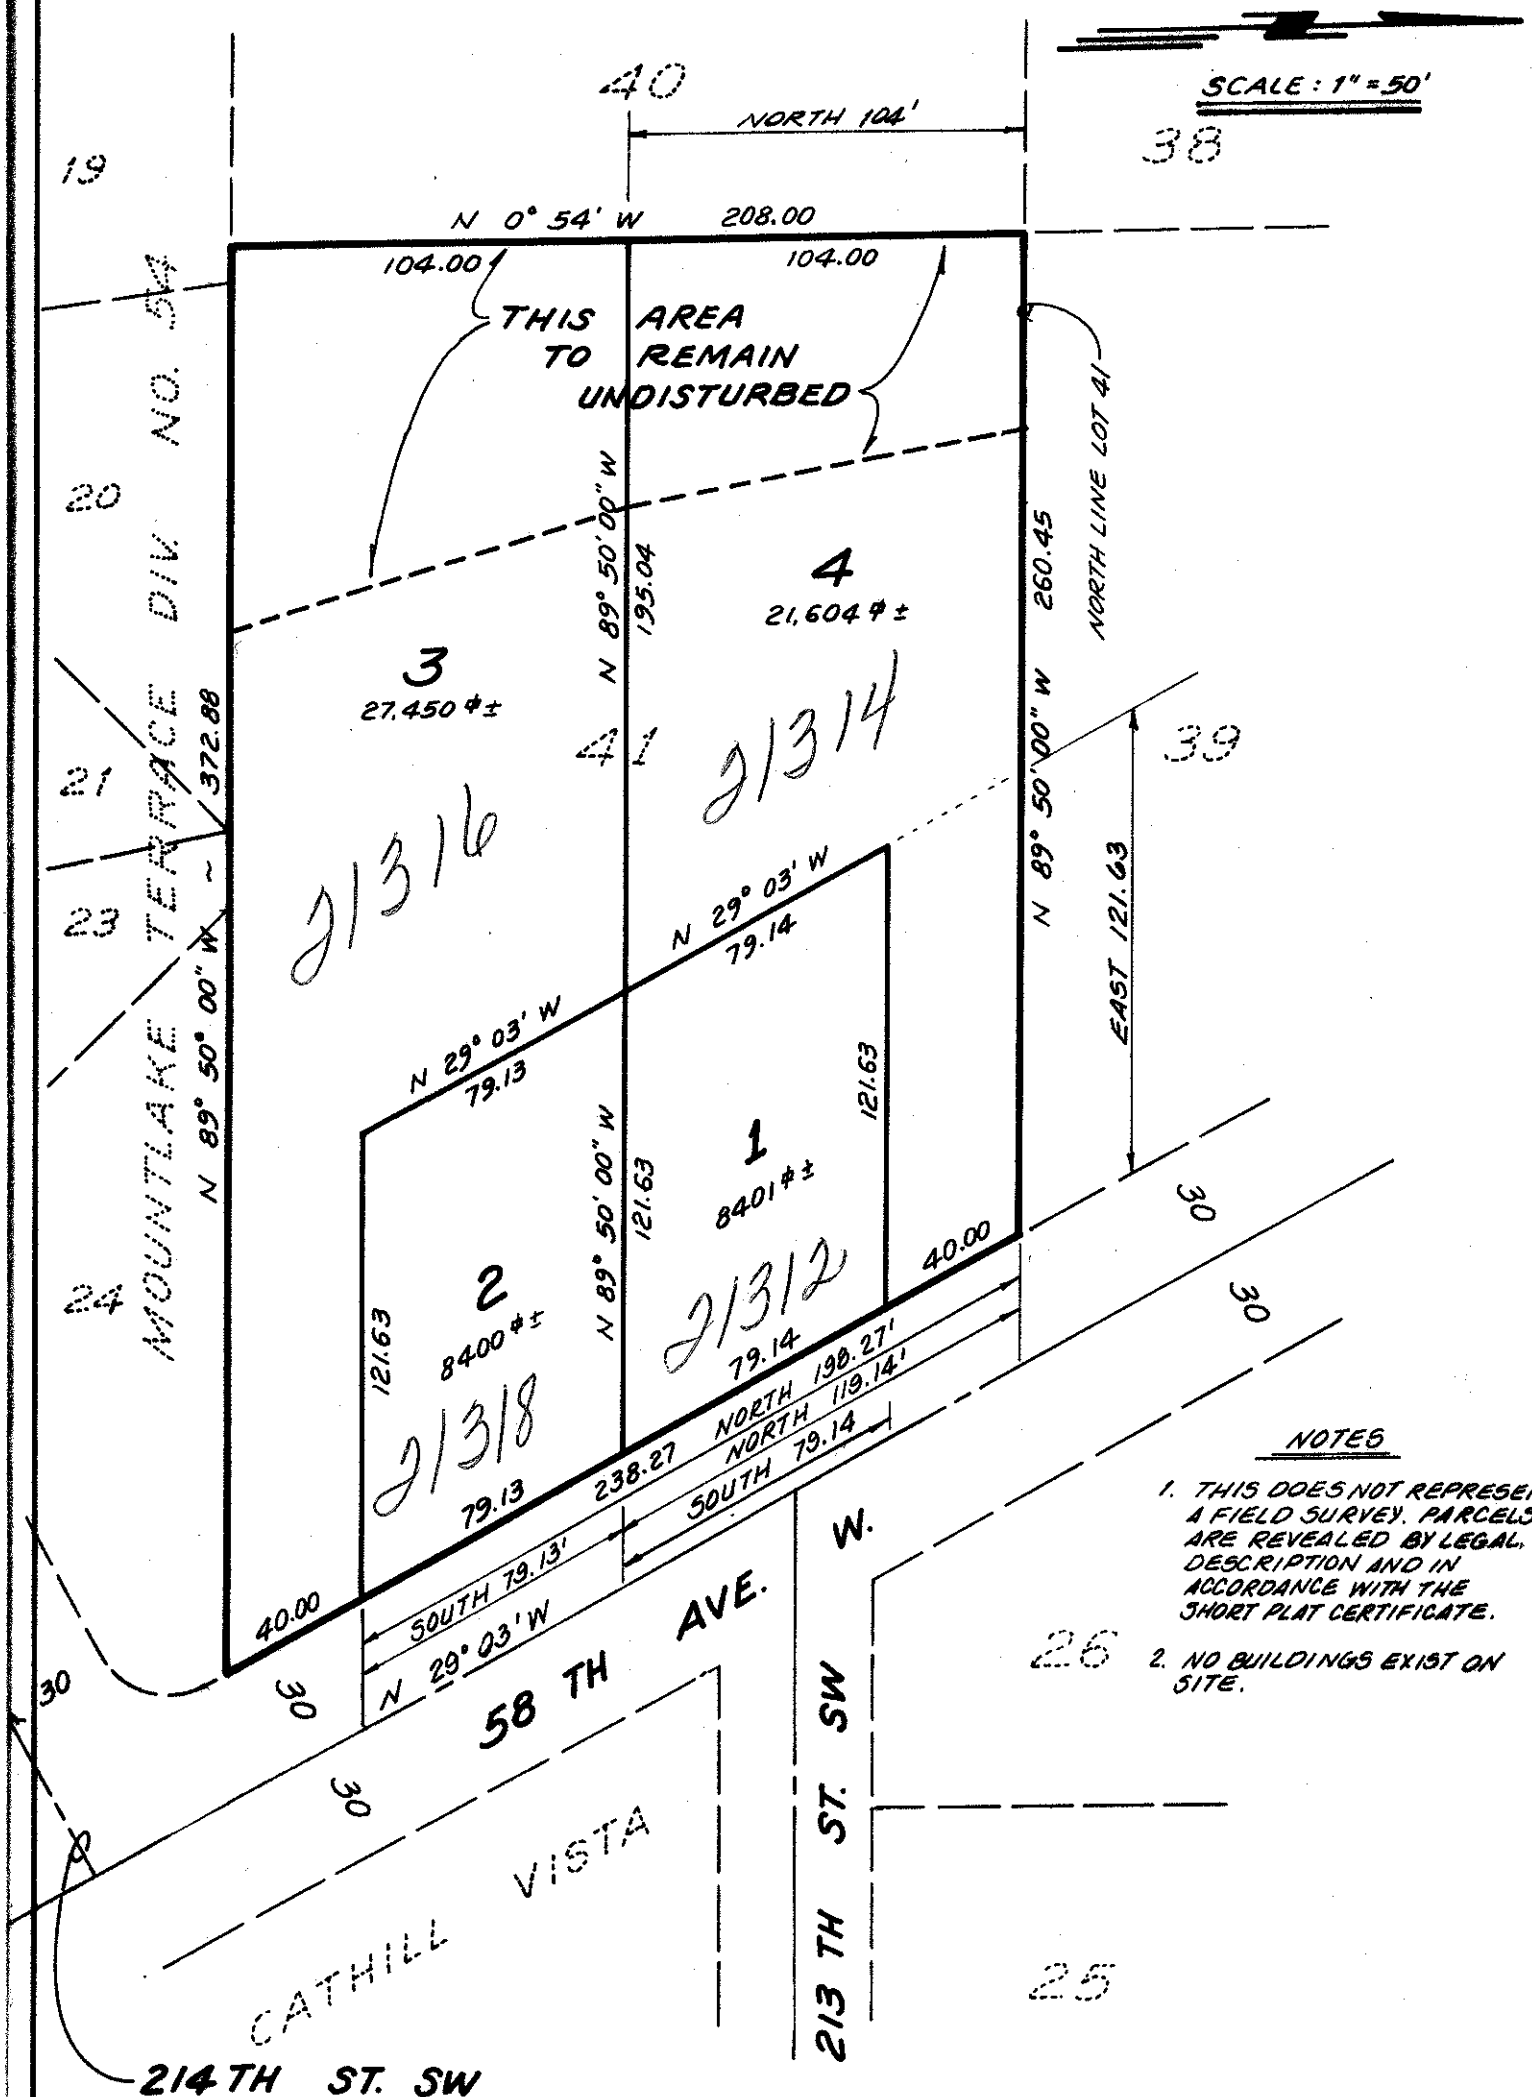 SCALE : 1" = 50'
40
NORTH 104'
38
19
N 0° 54' W 208.00
104.00
104.00
THIS AREA
TO REMAIN
UNDISTURBED
NORTH LINE LOT 41
MOUNTLAKE TERRACE DIV. NO. 54
20
N 89° 50' 00" W
195.04
260.45
4
21,604 ±
3
27,450 ±
N 89° 50' 00" W
372.88
41
21314
39
21
21316
N 89° 50' 00" W ~
EAST 121.63
23
N 29° 03' W
79.14
N 29° 03' W
79.13
121.63
N 89° 50' 00" W
121.63
1
8401 ±
30
24
2
8400 ±
40.00
30
121.63
21312
79.14
NORTH 198.27'
NORTH 119.14'
21318
SOUTH 79.14
238.27
79.13
NOTES
1. THIS DOES NOT REPRESE
A FIELD SURVEY. PARCELS
ARE REVEALED BY LEGAL
DESCRIPTION AND IN
ACCORDANCE WITH THE
SHORT PLAT CERTIFICATE.
2. NO BUILDINGS EXIST ON
SITE.
SOUTH 79.13'
40.00
N 29° 03' W
58 TH AVE. W.
30
30
30
26
213 TH ST. SW
CATHILL VISTA
25
214 TH ST. SW